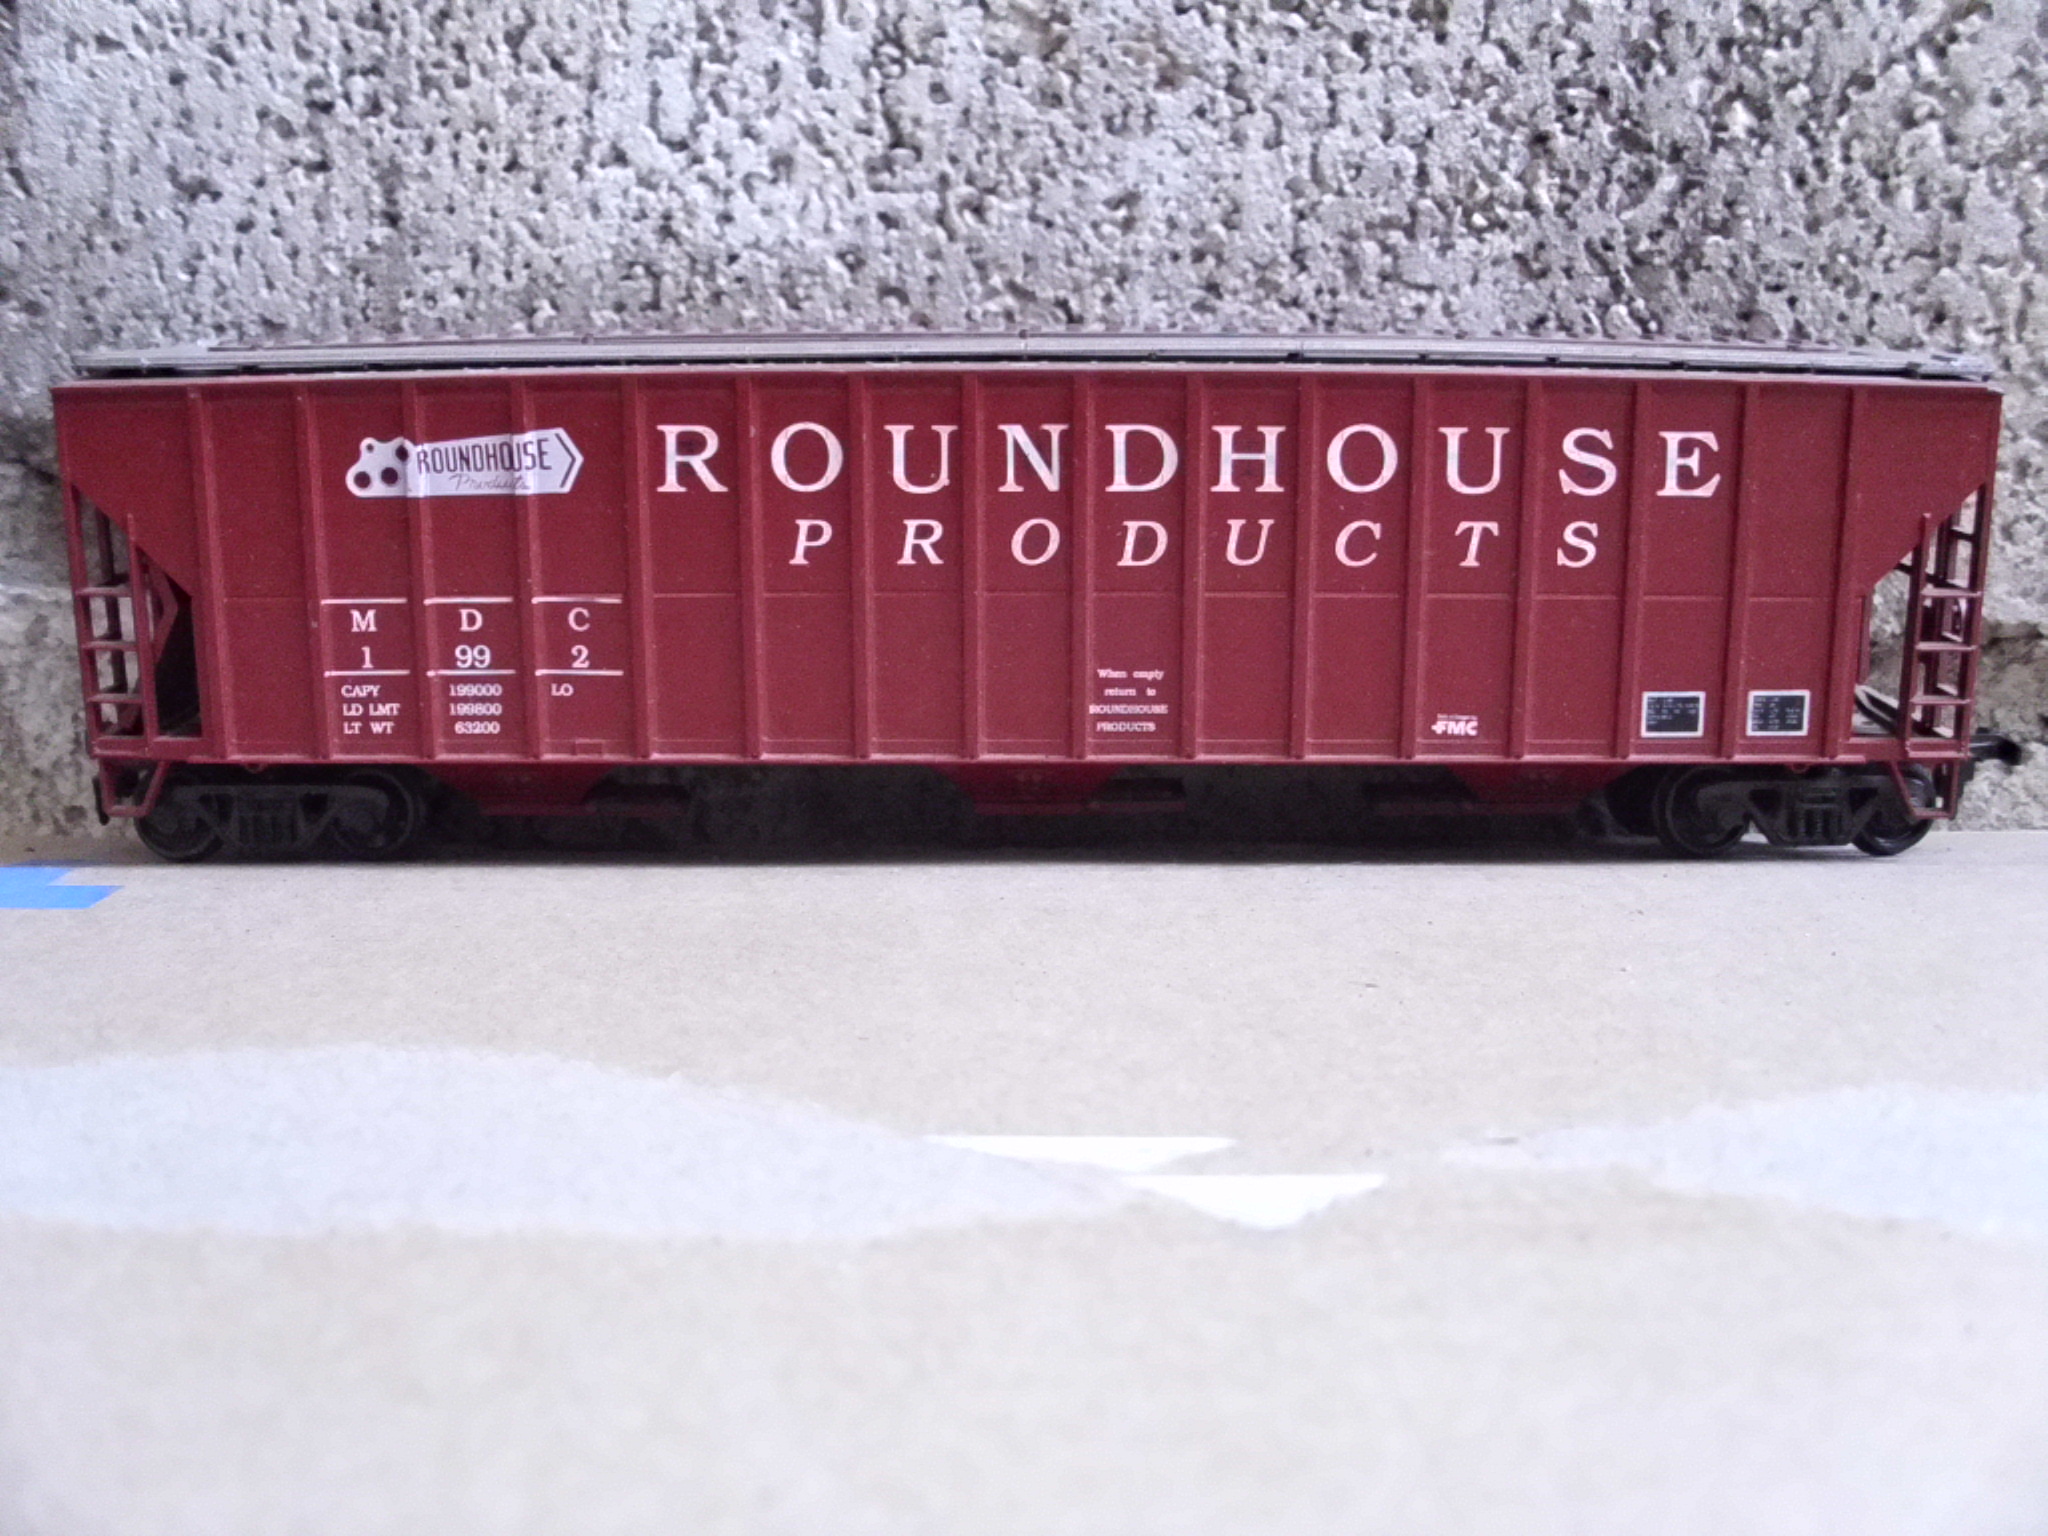 ROUNDHOUSE
Products
ROUNDHOUSE
PRODUCTS
M D C
1 99 2
CAPY 199000 LO
LD LMT 199800
LT WT 63200
When empty
return to
ROUNDHOUSE
PRODUCTS
FMC